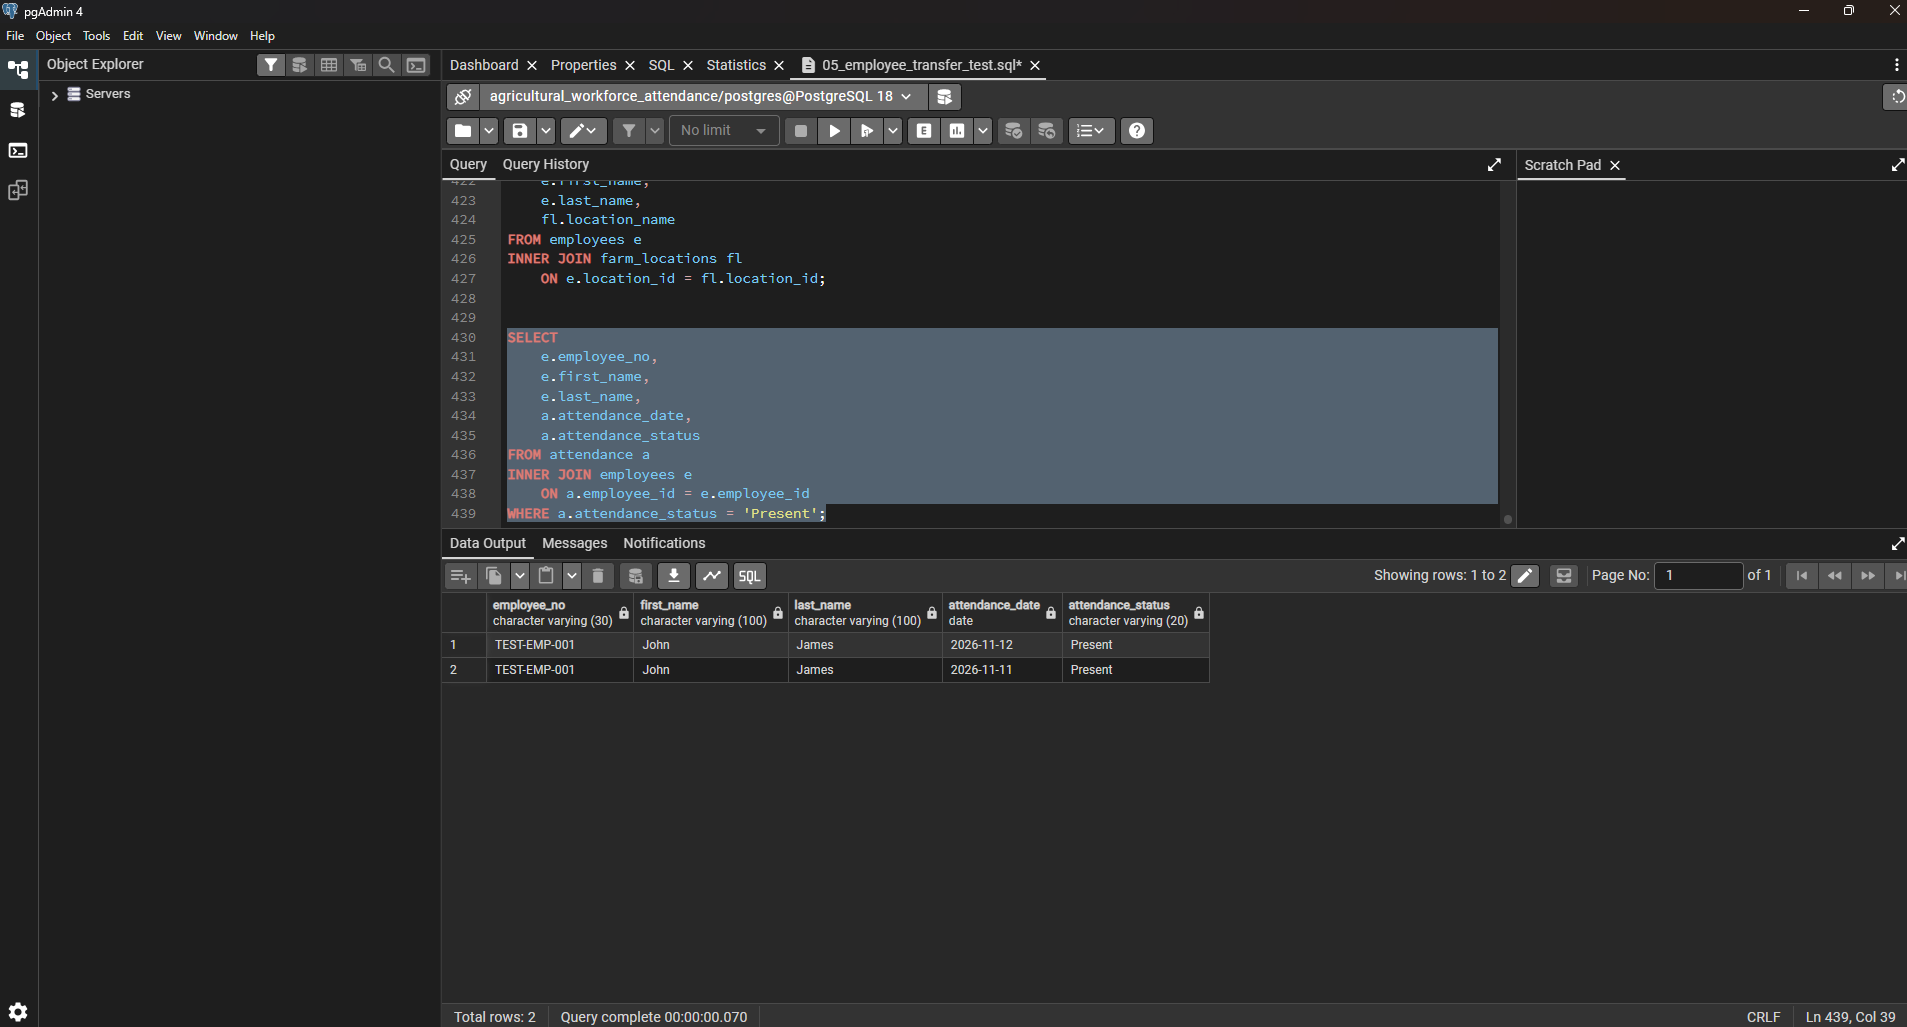 pgAdmin 4
File Object Tools Edit View Window Help
Object Explorer
Servers
Dashboard Properties SQL Statistics 05_employee_transfer_test.sql*
agricultural_workforce_attendance/postgres@PostgreSQL 18
No limit
E
Query Query History
Scratch Pad
422 e.first_name,
423 e.last_name,
424 fl.location_name
425 FROM employees e
426 INNER JOIN farm_locations fl
427 ON e.location_id = fl.location_id;
428
429
430 SELECT
431 e.employee_no,
432 e.first_name,
433 e.last_name,
434 a.attendance_date,
435 a.attendance_status
436 FROM attendance a
437 INNER JOIN employees e
438 ON a.employee_id = e.employee_id
439 WHERE a.attendance_status = 'Present';
Data Output Messages Notifications
SQL Showing rows: 1 to 2 Page No: 1 of 1
employee_no first_name last_name attendance_date attendance_status
character varying (30) character varying (100) character varying (100) date character varying (20)
1 TEST-EMP-001 John James 2026-11-12 Present
2 TEST-EMP-001 John James 2026-11-11 Present
Total rows: 2 Query complete 00:00:00.070 CRLF Ln 439, Col 39